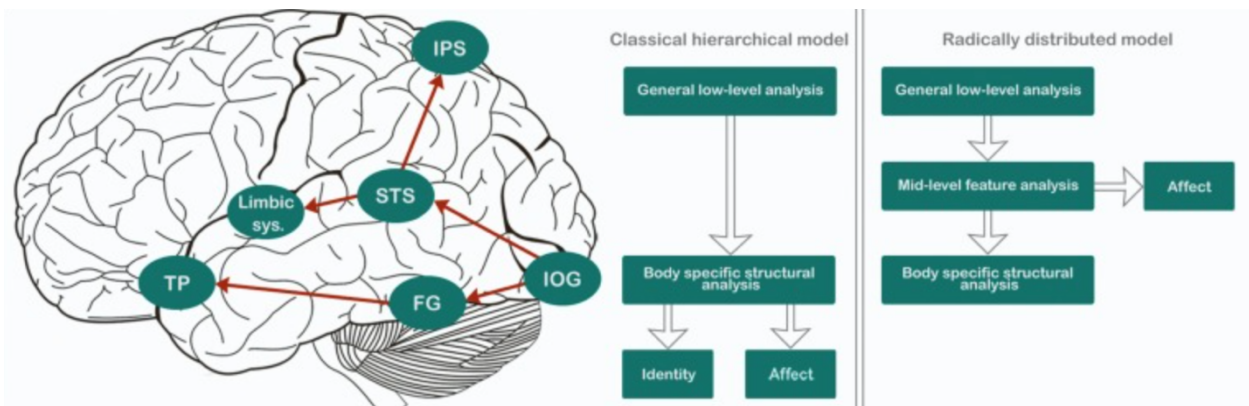 IPS
STS
Limbic
sys.
TP
FG
IOG
Classical hierarchical model
General low-level analysis
Body specific structural
analysis
Identity
Affect
Radically distributed model
General low-level analysis
Mid-level feature analysis
Affect
Body specific structural
analysis